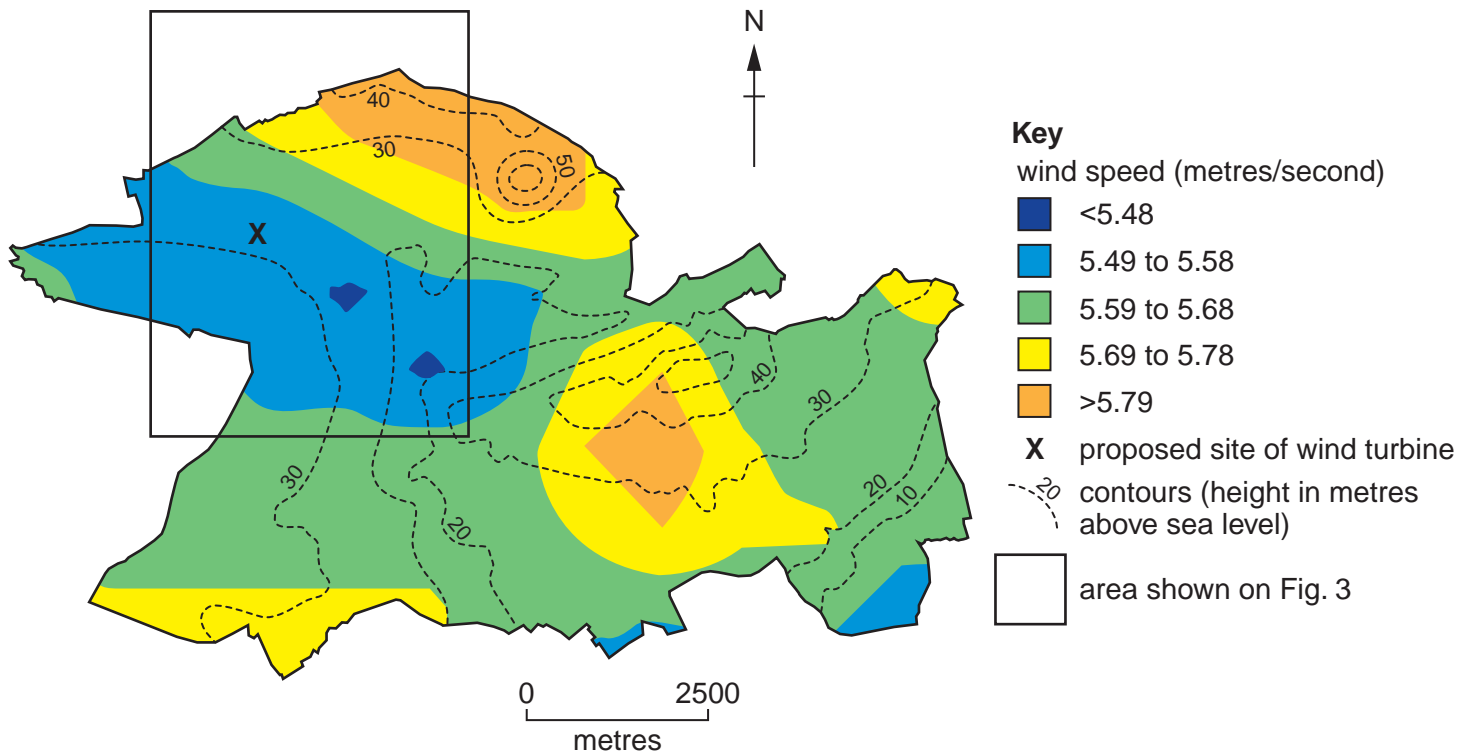 N
40
30
50
X
40
30
30
20
20
10
0 2500
metres
Key
wind speed (metres/second)
<5.48
5.49 to 5.58
5.59 to 5.68
5.69 to 5.78
>5.79
X proposed site of wind turbine
20 contours (height in metres
above sea level)
area shown on Fig. 3